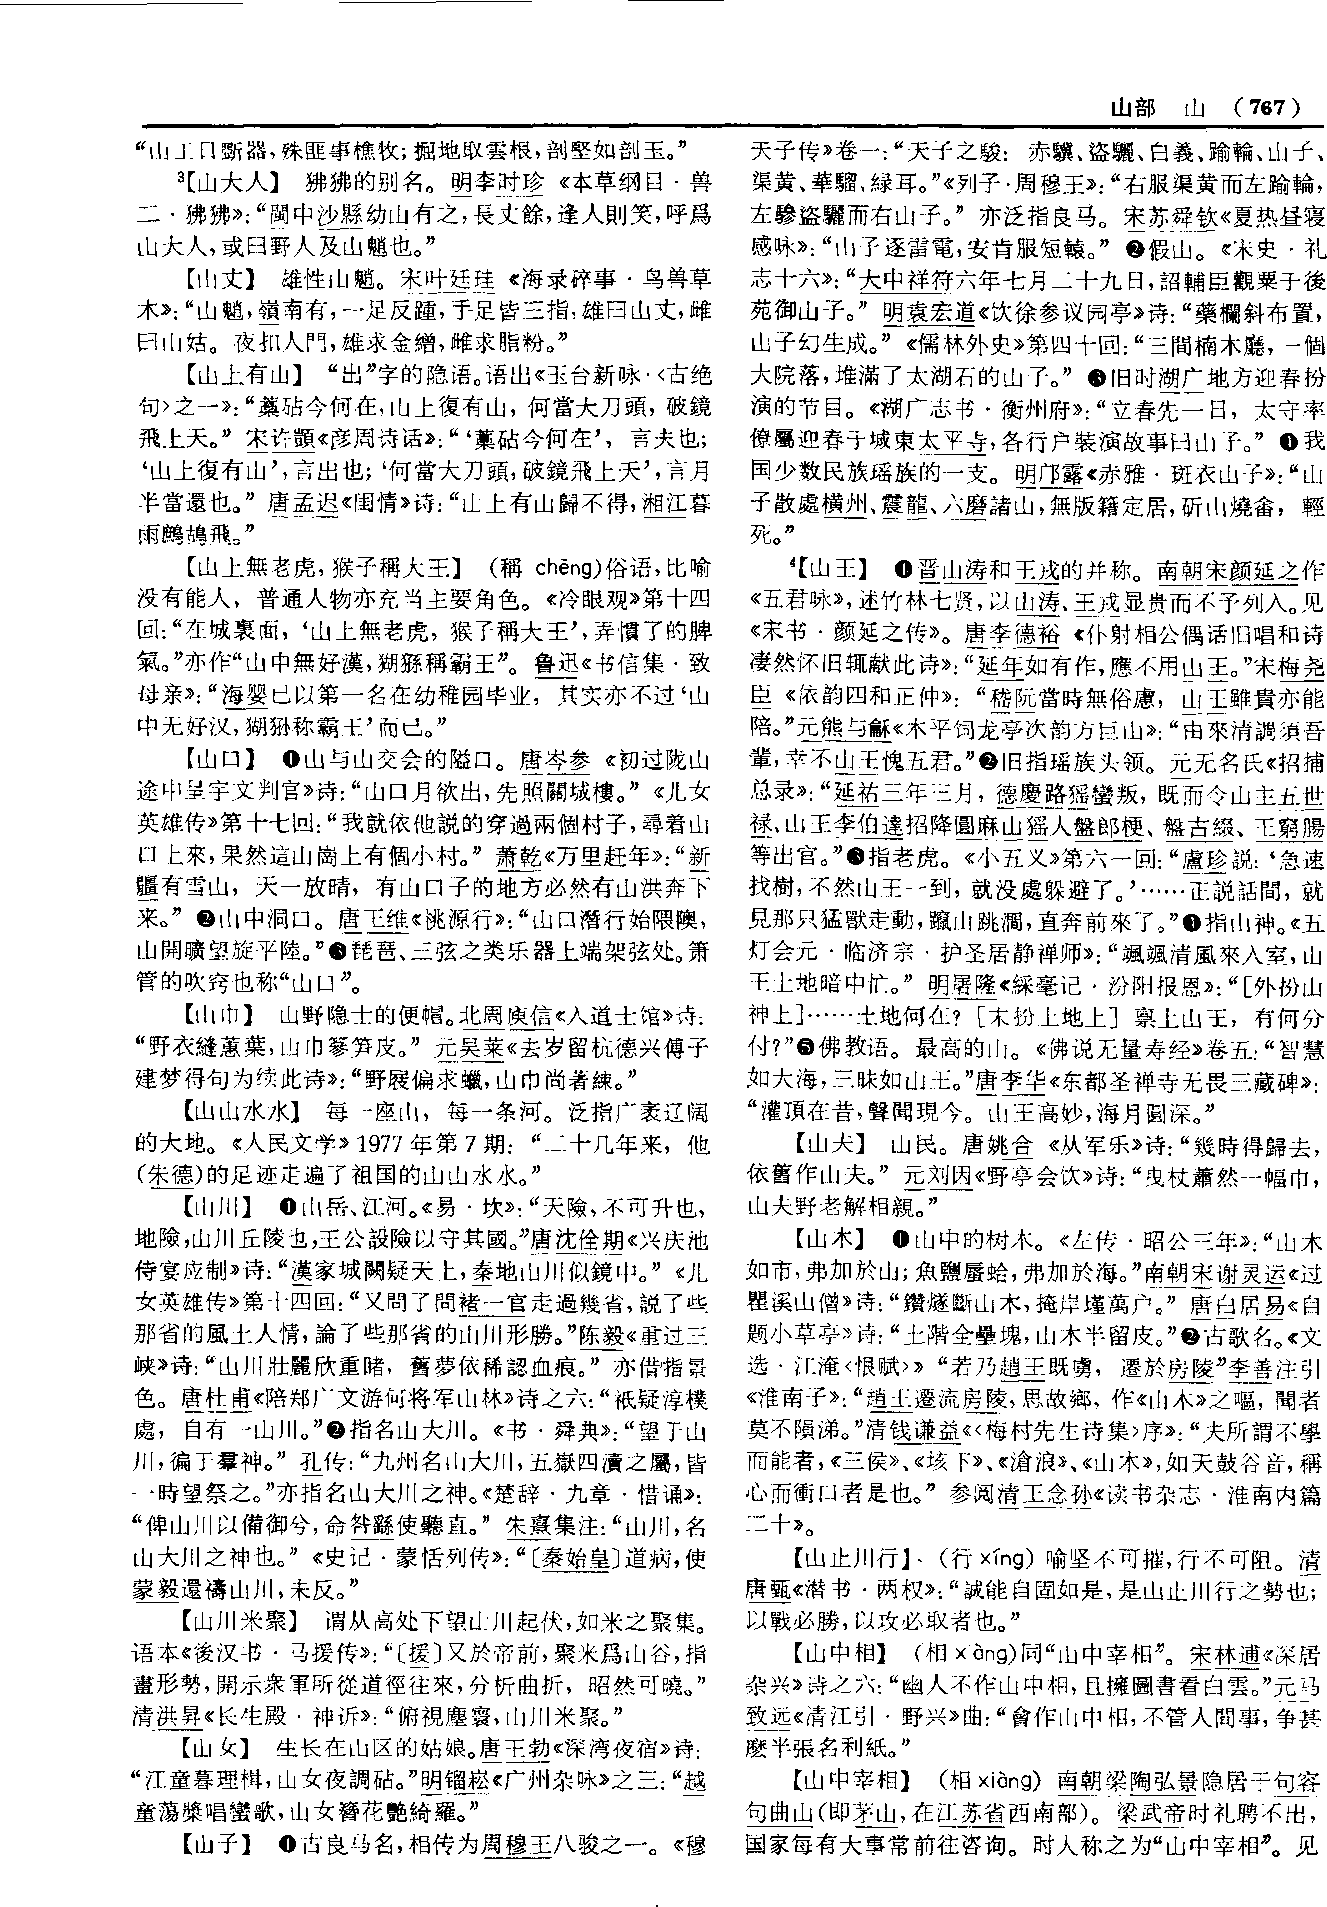 山部　山　(767)
“山工日斲器，殊匪事樵牧；掘地取雲根，剖堅如剖玉。”
³【山大人】　狒狒的别名。明李时珍《本草纲目·兽
二·狒狒》：“閩中沙縣幼山有之，長丈餘，逢人則笑，呼爲
山大人，或曰野人及山魈也。”
【山丈】　雄性山魈。宋叶廷珪《海录碎事·鸟兽草
木》：“山魈，嶺南有，一足反踵，手足皆三指，雄曰山丈，雌
曰山姑。夜扣人門，雄求金繒，雌求脂粉。”
【山上有山】　“出”字的隐语。语出《玉台新咏·〈古绝
句〉之一》：“藁砧今何在，山上復有山，何當大刀頭，破鏡
飛上天。”宋许顗《彦周诗话》：“‘藁砧今何在’，言夫也；
‘山上復有山’，言出也；‘何當大刀頭，破鏡飛上天’，言月
半當還也。”唐孟迟《闺情》诗：“山上有山歸不得，湘江暮
雨鷓鴣飛。”
【山上無老虎，猴子稱大王】　(稱 chēng)俗语，比喻
没有能人，普通人物亦充当主要角色。《冷眼观》第十四
回：“在城裏面，‘山上無老虎，猴子稱大王’，弄慣了的脾
氣。”亦作“山中無好漢，猢猻稱霸王”。鲁迅《书信集·致
母亲》：“海婴已以第一名在幼稚园毕业，其实亦不过‘山
中无好汉，猢狲称霸王’而已。”
【山口】　❶山与山交会的隘口。唐岑参《初过陇山
途中呈宇文判官》诗：“山口月欲出，先照關城樓。”《儿女
英雄传》第十七回：“我就依他説的穿過兩個村子，尋着山
口上來，果然這山崗上有個小村。”萧乾《万里赶年》：“新
疆有雪山，天一放晴，有山口子的地方必然有山洪奔下
来。”❷山中洞口。唐王维《桃源行》：“山口潛行始隈隩，
山開曠望旋平陸。”❸琵琶、三弦之类乐器上端架弦处。箫
管的吹窍也称“山口”。
【山巾】　山野隐士的便帽。北周庾信《入道士馆》诗：
“野衣縫蕙葉，山巾篸笋皮。”元吴莱《去岁留杭德兴傅子
建梦得句为续此诗》：“野屐偏求蠟，山巾尚著練。”
【山山水水】　每一座山，每一条河。泛指广袤辽阔
的大地。《人民文学》1977年第7期：“二十几年来，他
(朱德)的足迹走遍了祖国的山山水水。”
【山川】　❶山岳、江河。《易·坎》：“天險，不可升也，
地險，山川丘陵也，王公設險以守其國。”唐沈佺期《兴庆池
侍宴应制》诗：“漢家城闕疑天上，秦地山川似鏡中。”《儿
女英雄传》第十四回：“又問了問褚一官走過幾省，説了些
那省的風土人情，論了些那省的山川形勝。”陈毅《重过三
峡》诗：“山川壯麗欣重睹，舊夢依稀認血痕。”亦借指景
色。唐杜甫《陪郑广文游何将军山林》诗之六：“祇疑淳樸
處，自有一山川。”❷指名山大川。《书·舜典》：“望于山
川，徧于羣神。”孔传：“九州名山大川，五嶽四瀆之屬，皆
一時望祭之。”亦指名山大川之神。《楚辞·九章·惜诵》：
“俾山川以備御兮，命咎繇使聽直。”朱熹集注：“山川，名
山大川之神也。”《史记·蒙恬列传》：“〔秦始皇〕道病，使
蒙毅還禱山川，未反。”
【山川米聚】　谓从高处下望山川起伏，如米之聚集。
语本《後汉书·马援传》：“〔援〕又於帝前，聚米爲山谷，指
畫形勢，開示衆軍所從道徑往來，分析曲折，昭然可曉。”
清洪昇《长生殿·神诉》：“俯視塵寰，山川米聚。”
【山女】　生长在山区的姑娘。唐王勃《深湾夜宿》诗：
“江童暮理楫，山女夜調砧。”明镏崧《广州杂咏》之三：“越
童蕩槳唱蠻歌，山女簪花艷綺羅。”
【山子】　❶古良马名，相传为周穆王八骏之一。《穆
天子传》卷一：“天子之駿：赤驥、盜驪、白義、踰輪、山子、
渠黄、華騮、緑耳。”《列子·周穆王》：“右服渠黄而左踰輪，
左驂盜驪而右山子。”亦泛指良马。宋苏舜钦《夏热昼寝
感咏》：“山子逐雷電，安肯服短轅。”❷假山。《宋史·礼
志十六》：“大中祥符六年七月二十九日，詔輔臣觀粟于後
苑御山子。”明袁宏道《饮徐参议园亭》诗：“藥欄斜布置，
山子幻生成。”《儒林外史》第四十回：“三間楠木廳，一個
大院落，堆滿了太湖石的山子。”❸旧时湖广地方迎春扮
演的节目。《湖广志书·衡州府》：“立春先一日，太守率
僚屬迎春于城東太平寺，各行户裝演故事曰山子。”❹我
国少数民族瑶族的一支。明邝露《赤雅·斑衣山子》：“山
子散處橫州、震龍、六磨諸山，無版籍定居，斫山燒畲，輕
死。”
⁴【山王】　❶晋山涛和王戎的并称。南朝宋颜延之作
《五君咏》，述竹林七贤，以山涛、王戎显贵而不予列入。见
《宋书·颜延之传》。唐李德裕《仆射相公偶话旧唱和诗
凄然怀旧辄献此诗》：“延年如有作，應不用山王。”宋梅尧
臣《依韵四和正仲》：“嵇阮當時無俗慮，山王雖貴亦能
陪。”元熊与龢《木平饲龙亭次韵方巨山》：“由來清調須吾
輩，幸不山王愧五君。”❷旧指瑶族头领。元无名氏《招捕
总录》：“延祐三年三月，德慶路猺蠻叛，既而令山主五世
禄、山王李伯達招降圓麻山猺人盤郎梗、盤古綴、王窮腸
等出官。”❸指老虎。《小五义》第六一回：“盧珍説：‘急速
找樹，不然山王一到，就没處躲避了。’……正説話間，就
見那只猛獸走動，躥山跳澗，直奔前來了。”❹指山神。《五
灯会元·临济宗·护圣居静禅师》：“颯颯清風來入室，山
王土地暗中忙。”明屠隆《綵毫记·汾阳报恩》：“［外扮山
神上］……土地何在？［末扮土地上］禀上山王，有何分
付？”❺佛教语。最高的山。《佛说无量寿经》卷五：“智慧
如大海，三昧如山王。”唐李华《东都圣禅寺无畏三藏碑》：
“灌頂在昔，聲聞現今。山王高妙，海月圓深。”
【山夫】　山民。唐姚合《从军乐》诗：“幾時得歸去，
依舊作山夫。”元刘因《野亭会饮》诗：“曳杖蕭然一幅巾，
山夫野老解相親。”
【山木】　❶山中的树木。《左传·昭公三年》：“山木
如市，弗加於山；魚鹽蜃蛤，弗加於海。”南朝宋谢灵运《过
瞿溪山僧》诗：“鑽燧斷山木，掩岸墐蓠户。”唐白居易《自
题小草亭》诗：“土階全壘塊，山木半留皮。”❷古歌名。《文
选·江淹〈恨赋〉》“若乃趙王既虜，遷於房陵”李善注引
《淮南子》：“趙王遷流房陵，思故鄉，作《山木》之嘔，聞者
莫不隕涕。”清钱谦益《〈梅村先生诗集〉序》：“夫所謂不學
而能者，《三侯》、《垓下》、《滄浪》、《山木》，如天鼓谷音，稱
心而衝口者是也。”参阅清王念孙《读书杂志·淮南内篇
二十》。
【山止川行】　(行 xíng)喻坚不可摧，行不可阻。清
唐甄《潜书·两权》：“誠能自固如是，是山止川行之勢也；
以戰必勝，以攻必取者也。”
【山中相】　(相 xiàng)同“山中宰相”。宋林逋《深居
杂兴》诗之六：“幽人不作山中相，且擁圖書看白雲。”元马
致远《清江引·野兴》曲：“會作山中相，不管人間事，争甚
麽半張名利紙。”
【山中宰相】　(相 xiàng)南朝梁陶弘景隐居于句容
句曲山(即茅山，在江苏省西南部)。梁武帝时礼聘不出，
国家每有大事常前往咨询。时人称之为“山中宰相”。见